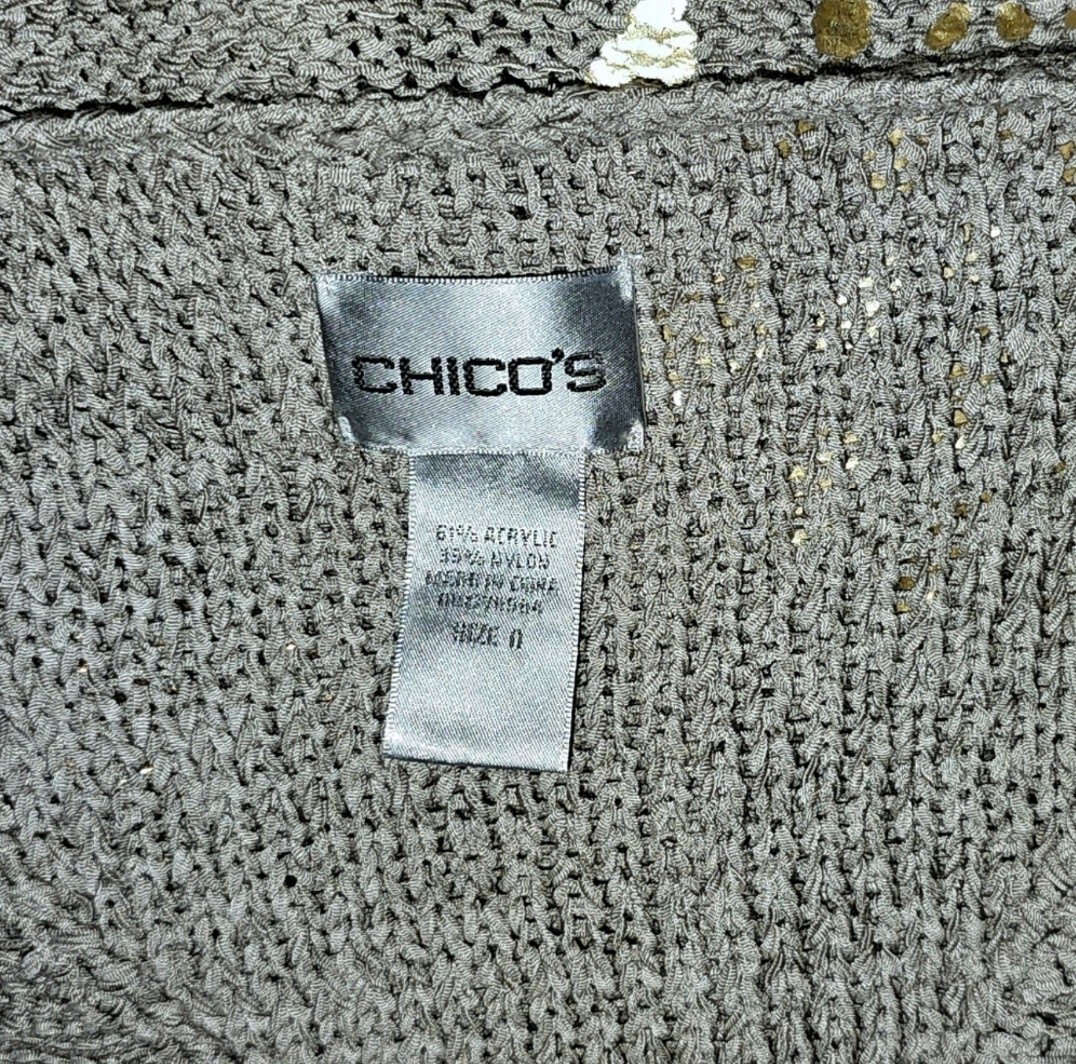 CHICO'S
61% ACRYLIC
39% NYLON
MADE IN CHINA
SIZE 0